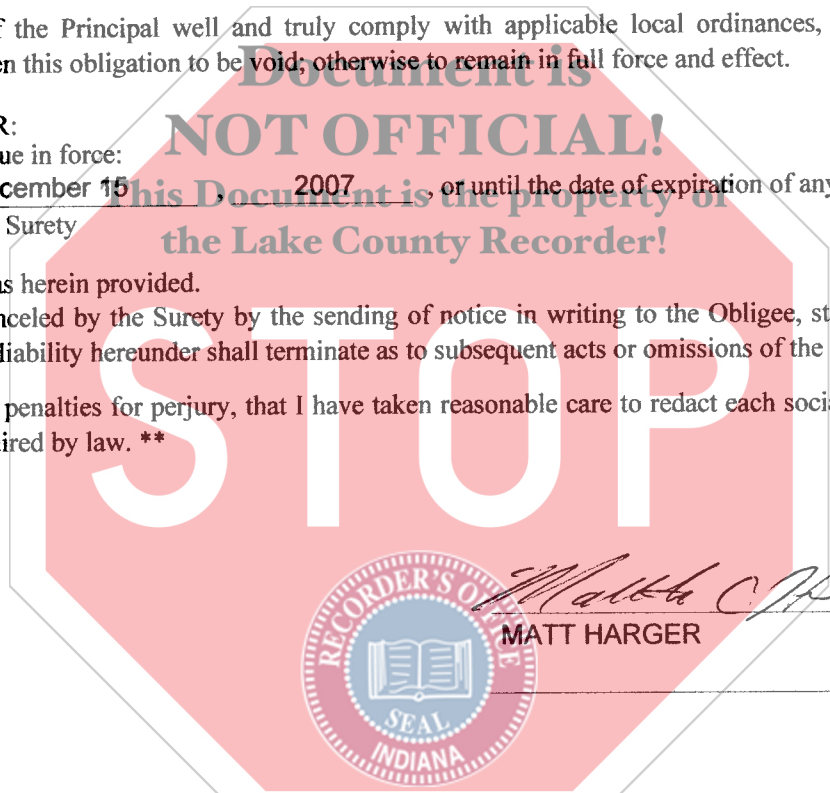 the Principal well and truly comply with applicable local ordinances,
this obligation to be void; otherwise to remain in full force and effect.
Document is
NOT OFFICIAL!
R:
ue in force:
cember 15, 2007, or until the date of expiration of any
This Document is the property of
Surety
the Lake County Recorder!
as herein provided.
nceled by the Surety by the sending of notice in writing to the Obligee, st
liability hereunder shall terminate as to subsequent acts or omissions of the
penalties for perjury, that I have taken reasonable care to redact each socia
ired by law. **
STOP
RECORDER'S OFFICE
SEAL
INDIANA
MATT HARGER